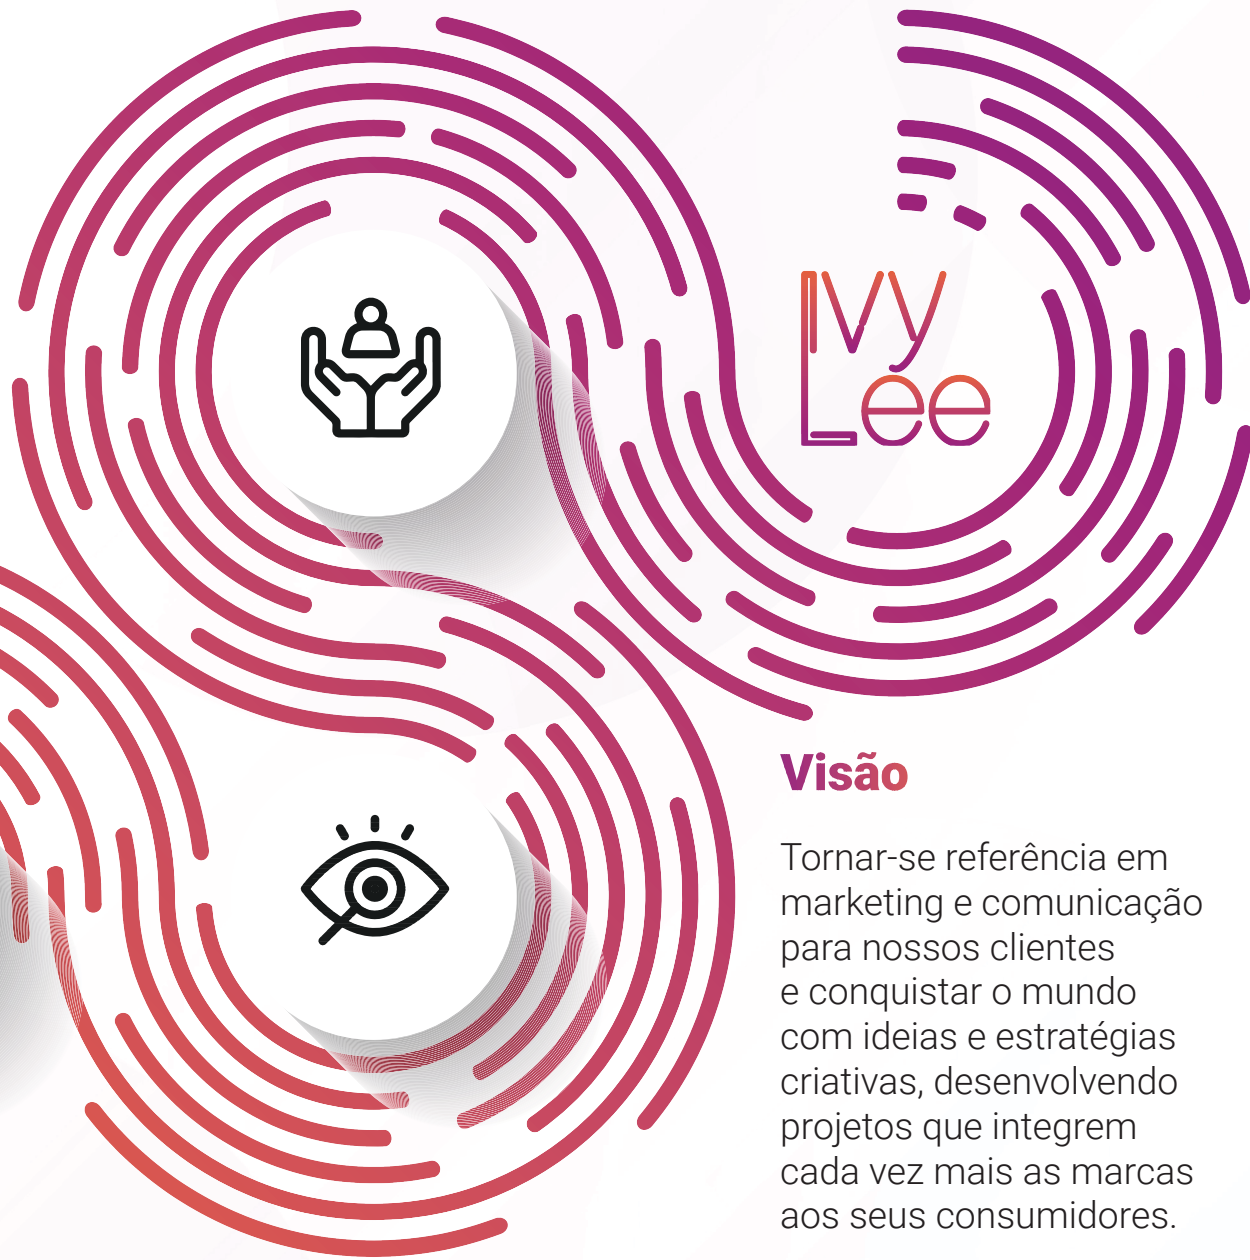 Ivy
Lee
Visão
Tornar-se referência em
marketing e comunicação
para nossos clientes
e conquistar o mundo
com ideias e estratégias
criativas, desenvolvendo
projetos que integrem
cada vez mais as marcas
aos seus consumidores.